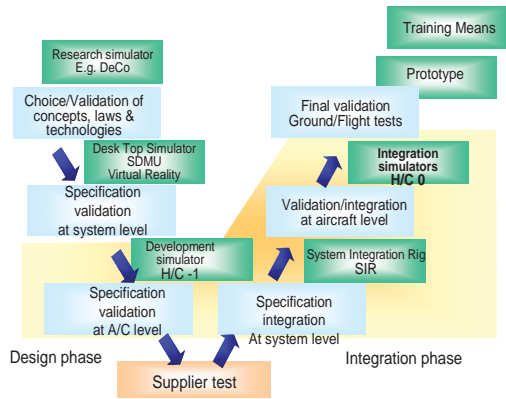 Training Means
Research simulator
E.g. DeCo
Prototype
Choice/Validation of
concepts, laws &
technologies
Final validation
Ground/Flight tests
Desk Top Simulator
SDMU
Virtual Reality
Integration
simulators
H/C 0
Specification
validation
at system level
Validation/integration
at aircraft level
Development
simulator
H/C -1
System Integration Rig
SIR
Specification
validation
at A/C level
Specification
integration
At system level
Design phase
Integration phase
Supplier test